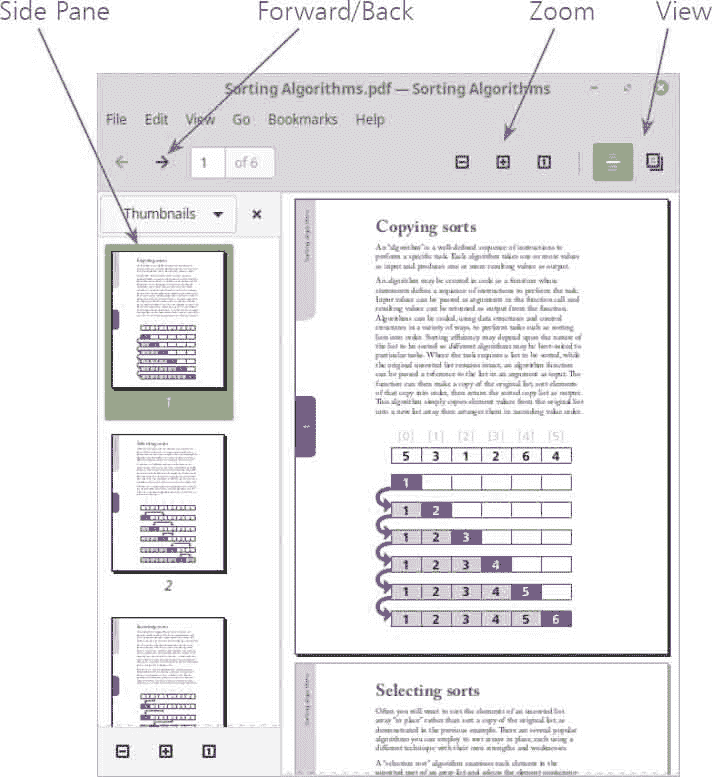 Side Pane
Forward/Back
Zoom
View
Sorting Algorithms.pdf — Sorting Algorithms
File Edit View Go Bookmarks Help
1 of 6
Thumbnails
Copying sorts
1
2
Sorting Algorithms
Copying sorts
An "algorithm" is a well-defined sequence of instructions to
perform a specific task. Each algorithm takes one or more values
as input and produces one or more resulting values as output.
An algorithm may be created in code as a function whose
statements define a sequence of instructions to perform the task.
Input values can be passed as argument in the function call and
resulting values can be returned as output from the function.
Algorithms can be coded, using data structures and control
structures in a variety of ways, to perform tasks such as sorting
lists into order. Sorting efficiency may depend upon the nature of
the list to be sorted as different algorithms may be best-suited to
particular tasks. Where the task requires a list to be sorted, while
the original unsorted list remains intact, an algorithm function
can be passed a reference to the list as an argument as input. The
function can then make a copy of the original list, sort elements
of that copy into order, then return the sorted copy list as output.
This algorithm simply copies element values from the original list
into a new list array then arranges them in ascending value order.
[0] [1] [2] [3] [4] [5]
5 3 1 2 6 4
1
1 2
1 2 3
1 2 3 4
1 2 3 4 5
1 2 3 4 5 6
Sorting Algorithms
Selecting sorts
Often you will want to sort the elements of an unsorted list
array "in place" rather than sort a copy of the original list, as
demonstrated in the previous example. There are several popular
algorithms you can employ to sort arrays in place, each using a
different technique with their own strengths and weaknesses.
A "selection sort" algorithm examines each element in the